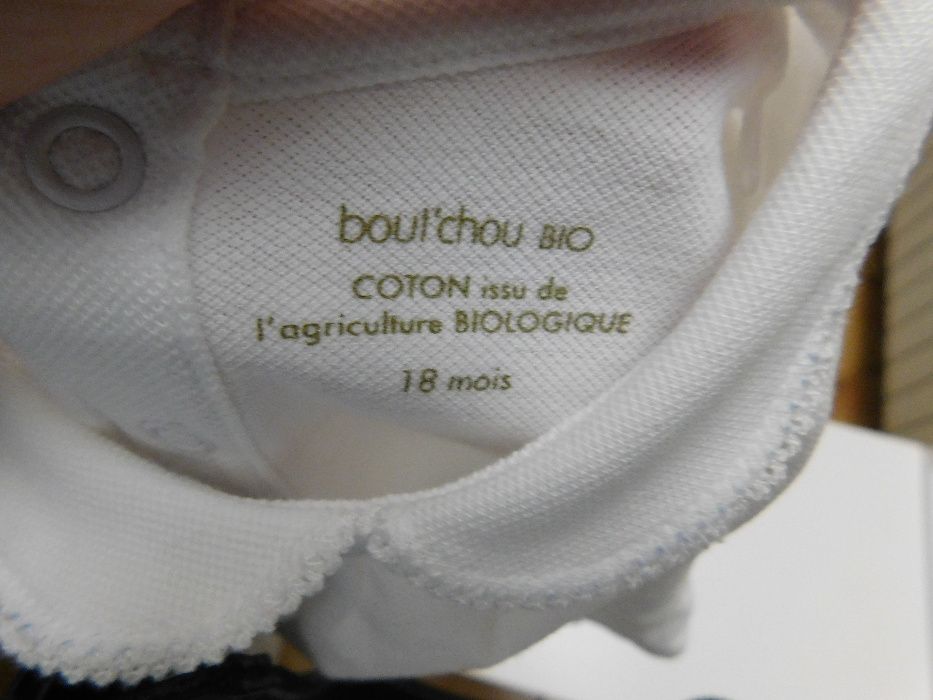 boul'chou BIO
COTON issu de
l'agriculture BIOLOGIQUE
18 mois